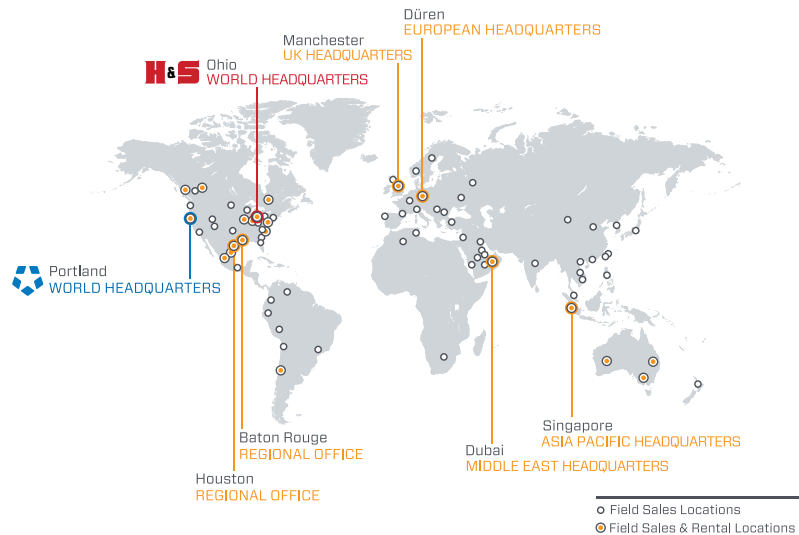 Düren
EUROPEAN HEADQUARTERS
Manchester
UK HEADQUARTERS
H&S
Ohio
WORLD HEADQUARTERS
Portland
WORLD HEADQUARTERS
Baton Rouge
REGIONAL OFFICE
Houston
REGIONAL OFFICE
Singapore
ASIA PACIFIC HEADQUARTERS
Dubai
MIDDLE EAST HEADQUARTERS
Field Sales Locations
Field Sales & Rental Locations